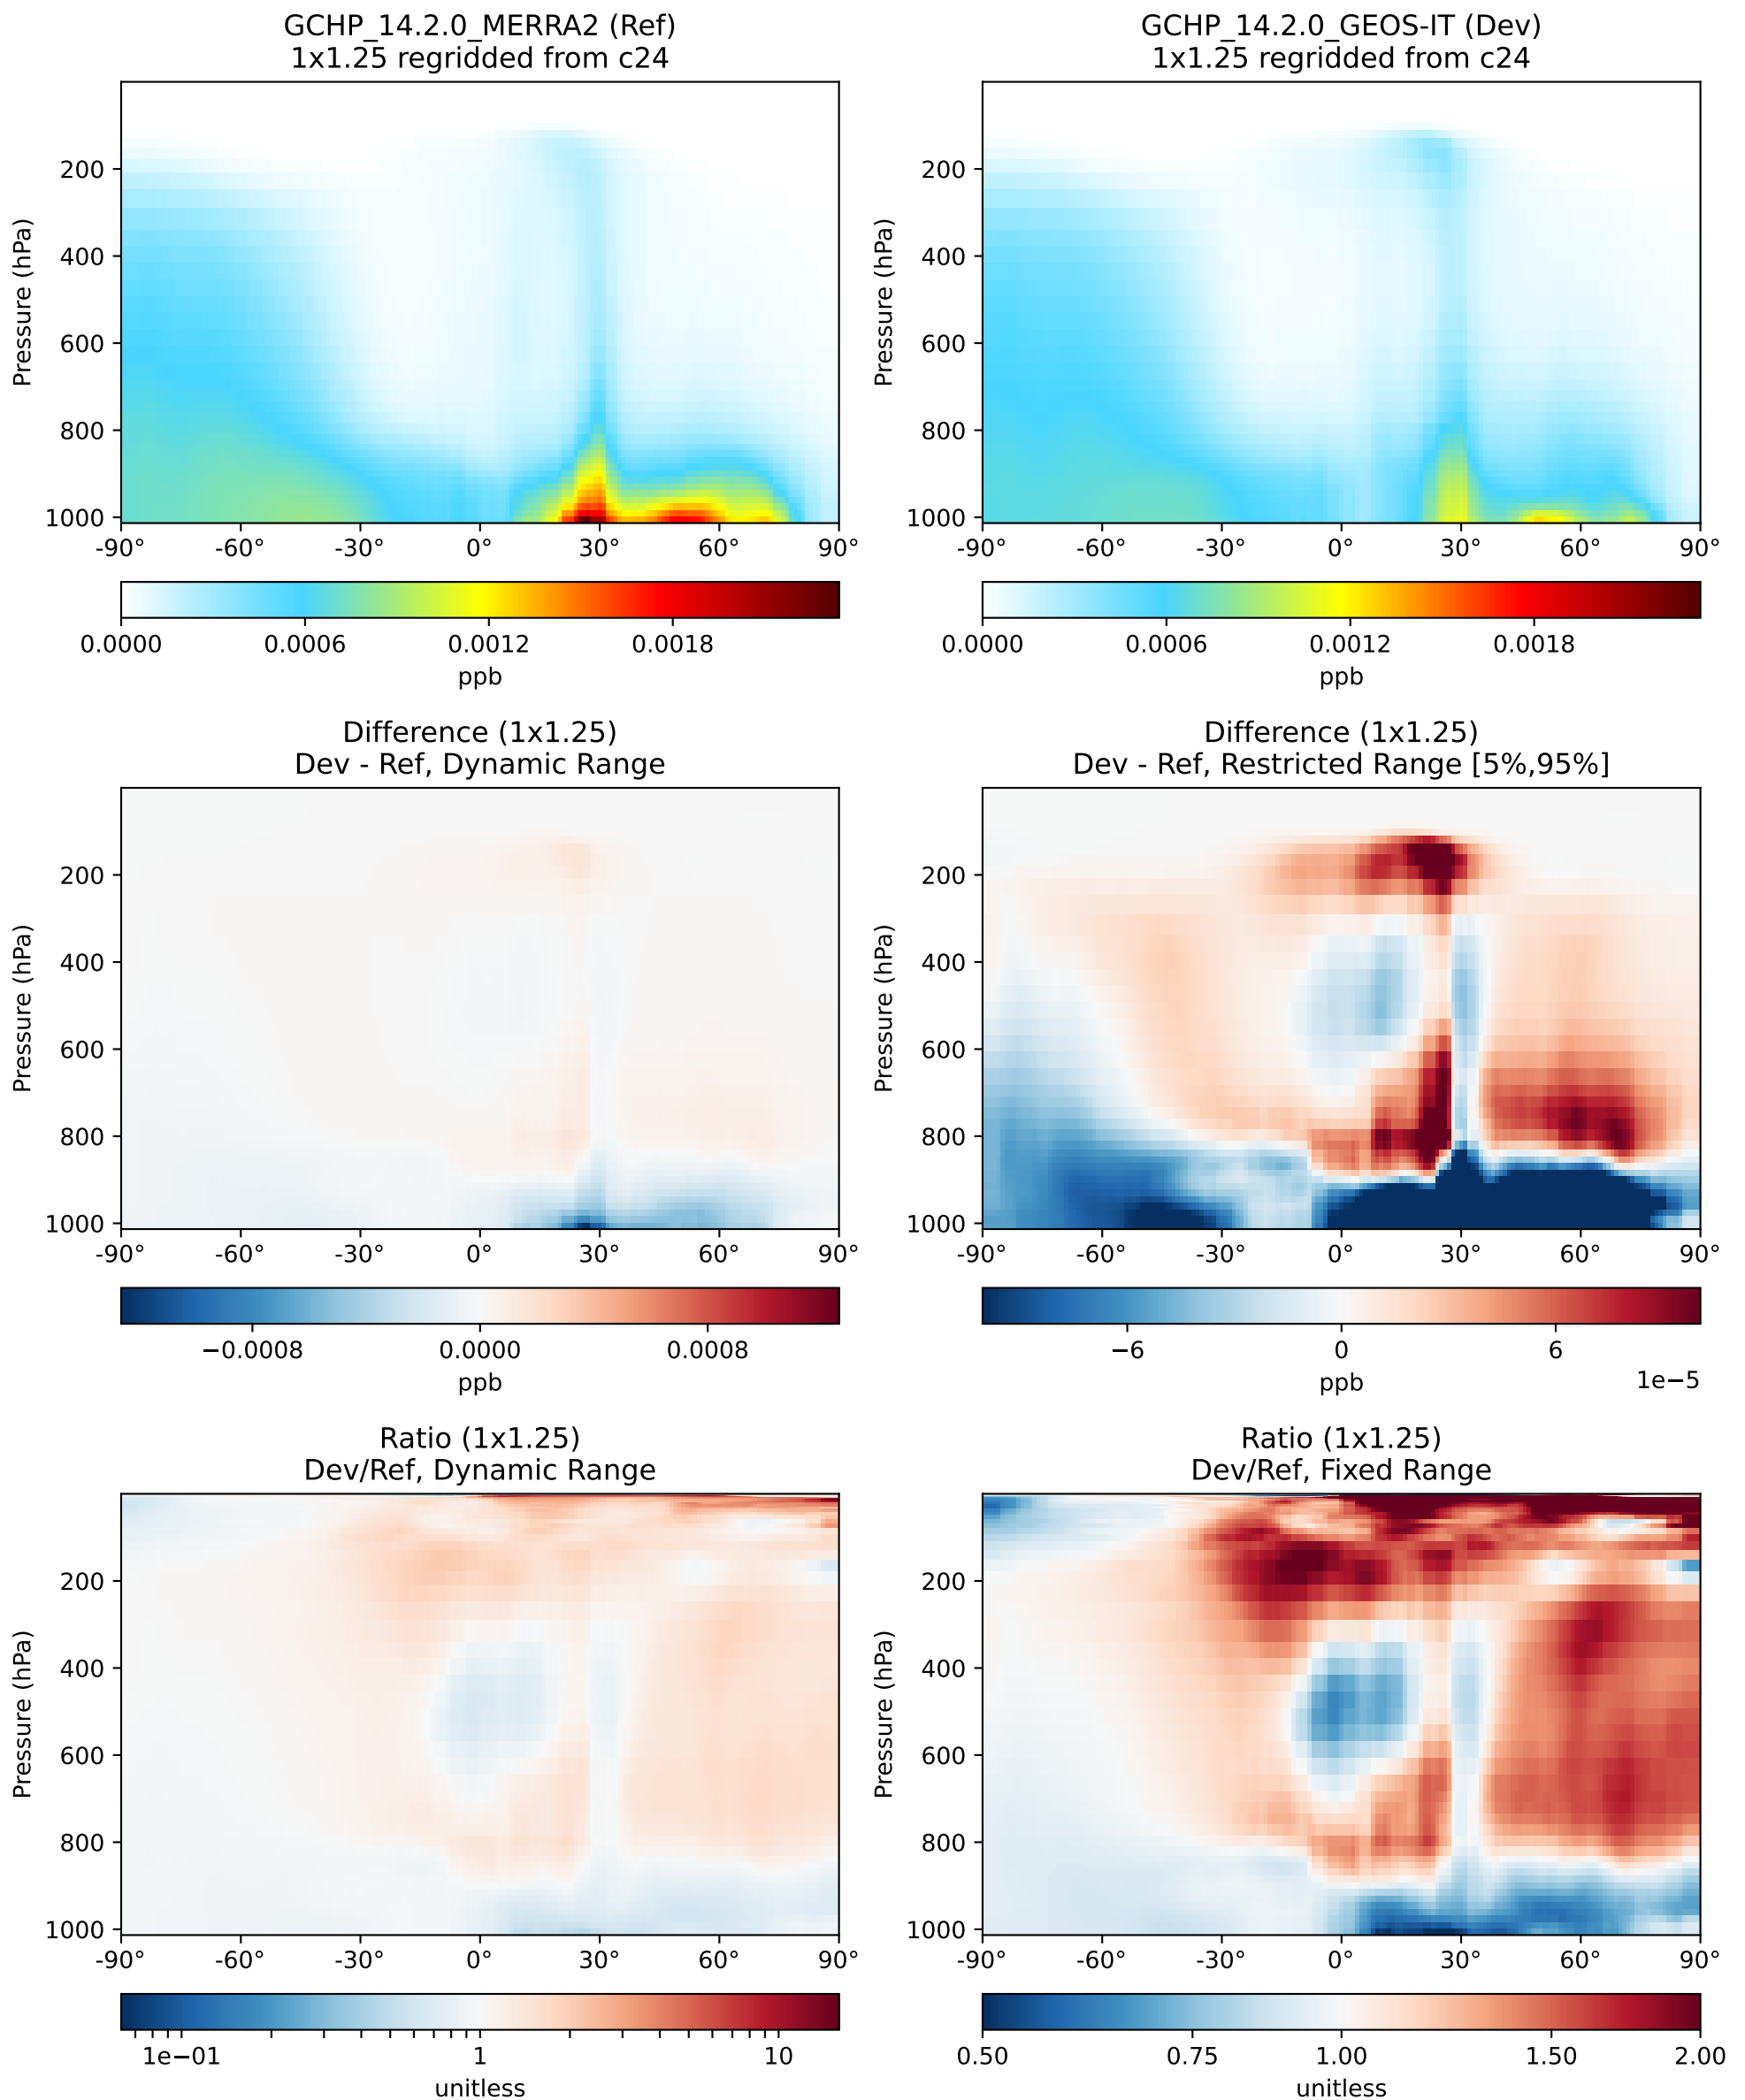 GCHP_14.2.0_MERRA2 (Ref)
1x1.25 regridded from c24
Pressure (hPa)
200
400
600
800
1000
-90° -60° -30° 0° 30° 60° 90°
0.0000 0.0006 0.0012 0.0018
ppb
GCHP_14.2.0_GEOS-IT (Dev)
1x1.25 regridded from c24
Pressure (hPa)
200
400
600
800
1000
-90° -60° -30° 0° 30° 60° 90°
0.0000 0.0006 0.0012 0.0018
ppb
Difference (1x1.25)
Dev - Ref, Dynamic Range
Pressure (hPa)
200
400
600
800
1000
-90° -60° -30° 0° 30° 60° 90°
−0.0008 0.0000 0.0008
ppb
Difference (1x1.25)
Dev - Ref, Restricted Range [5%,95%]
Pressure (hPa)
200
400
600
800
1000
-90° -60° -30° 0° 30° 60° 90°
−6 0 6
ppb
1e−5
Ratio (1x1.25)
Dev/Ref, Dynamic Range
Pressure (hPa)
200
400
600
800
1000
-90° -60° -30° 0° 30° 60° 90°
1e−01 1 10
unitless
Ratio (1x1.25)
Dev/Ref, Fixed Range
Pressure (hPa)
200
400
600
800
1000
-90° -60° -30° 0° 30° 60° 90°
0.50 0.75 1.00 1.50 2.00
unitless